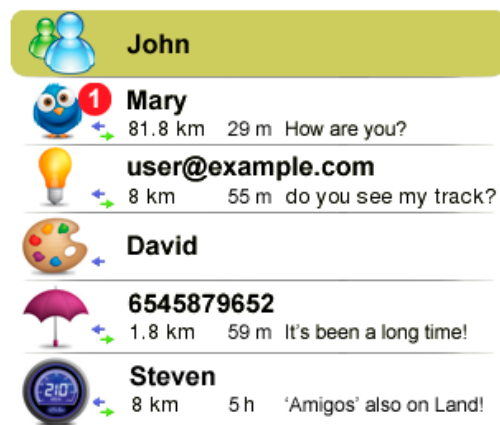 John
1
Mary
81.8 km 29 m How are you?
user@example.com
8 km 55 m do you see my track?
David
6545879652
1.8 km 59 m It's been a long time!
Steven
210
8 km 5 h 'Amigos' also on Land!